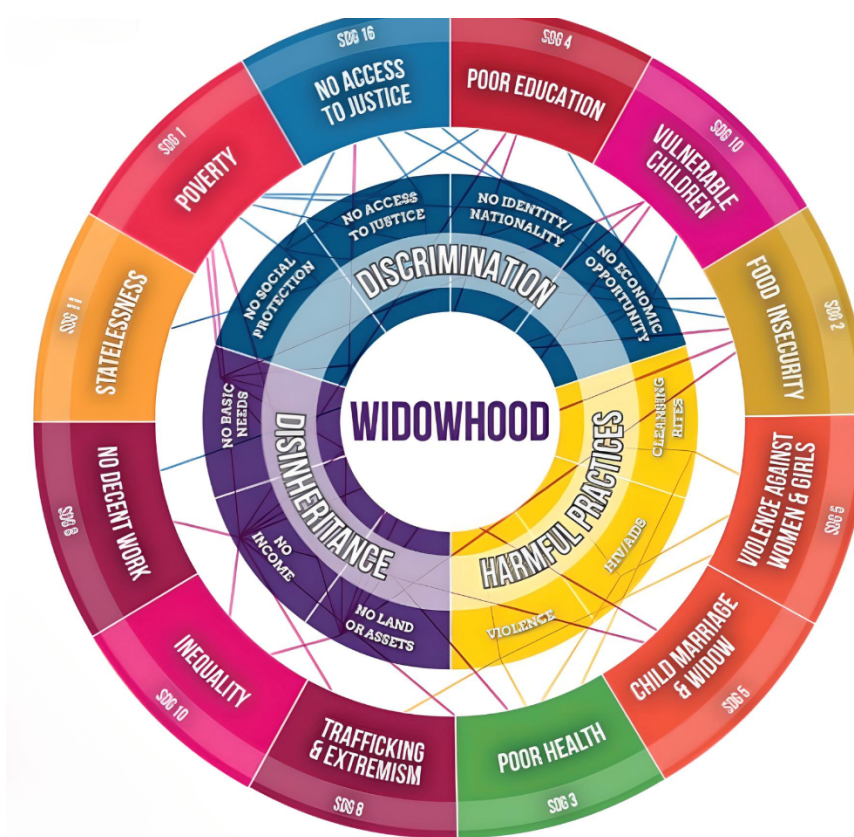 SDG 16
NO ACCESS
TO JUSTICE
SDG 4
POOR EDUCATION
SDG 10
VULNERABLE
CHILDREN
SDG 2
FOOD INSECURITY
SDG 5
VIOLENCE AGAINST
WOMEN & GIRLS
SDG 5
CHILD MARRIAGE
& WIDOW
SDG 3
POOR HEALTH
SDG 8
TRAFFICKING
& EXTREMISM
SDG 10
INEQUALITY
SDG 8
NO DECENT WORK
SDG 11
STATELESSNESS
SDG 1
POVERTY
NO SOCIAL
PROTECTION
NO ACCESS
TO JUSTICE
NO IDENTITY/
NATIONALITY
NO ECONOMIC
OPPORTUNITY
DISCRIMINATION
CLEANSING
RITES
HIV/AIDS
VIOLENCE
HARMFUL PRACTICES
NO LAND
OR ASSETS
NO
INCOME
NO BASIC
NEEDS
DISINHERITANCE
WIDOWHOOD